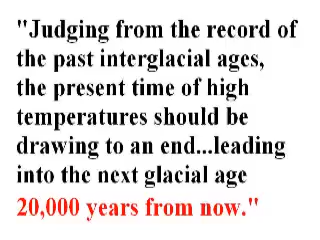 "Judging from the record of
the past interglacial ages,
the present time of high
temperatures should be
drawing to an end...leading
into the next glacial age
20,000 years from now."